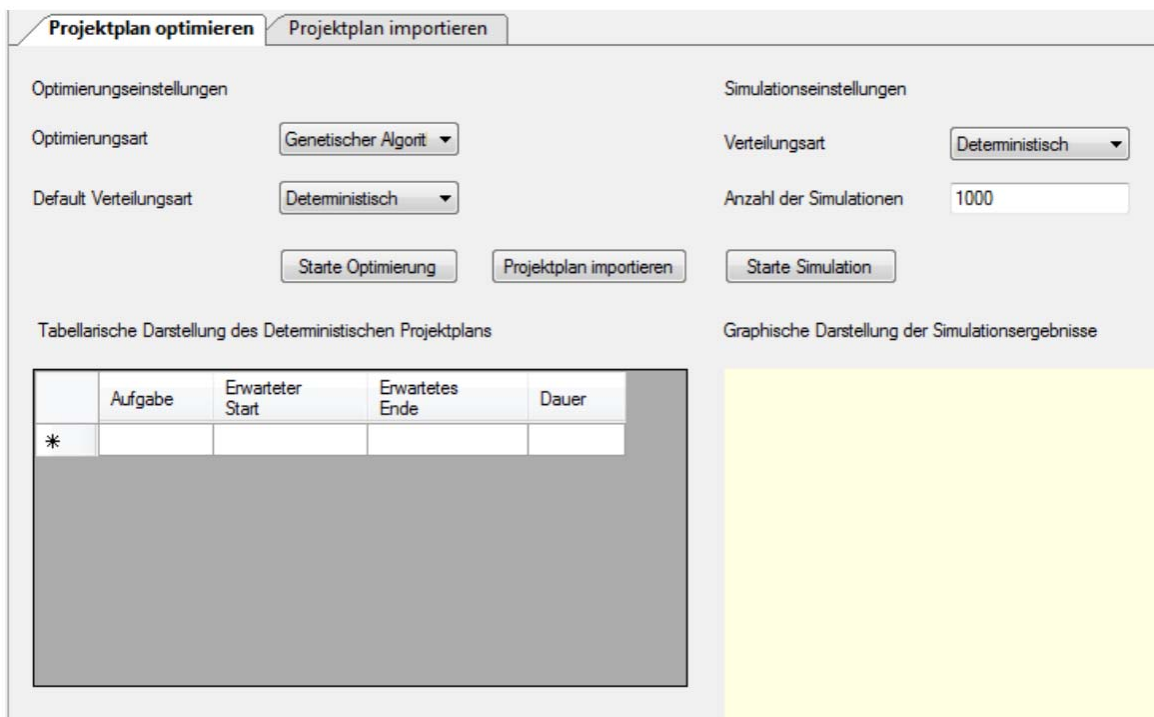 Projektplan optimieren Projektplan importieren
Optimierungseinstellungen
Simulationseinstellungen
Optimierungsart Genetischer Algorit
Verteilungsart Deterministisch
Default Verteilungsart Deterministisch
Anzahl der Simulationen 1000
Starte Optimierung Projektplan importieren Starte Simulation
Tabellarische Darstellung des Deterministischen Projektplans
Graphische Darstellung der Simulationsergebnisse
Aufgabe
Erwarteter
Start
Erwartetes
Ende
Dauer